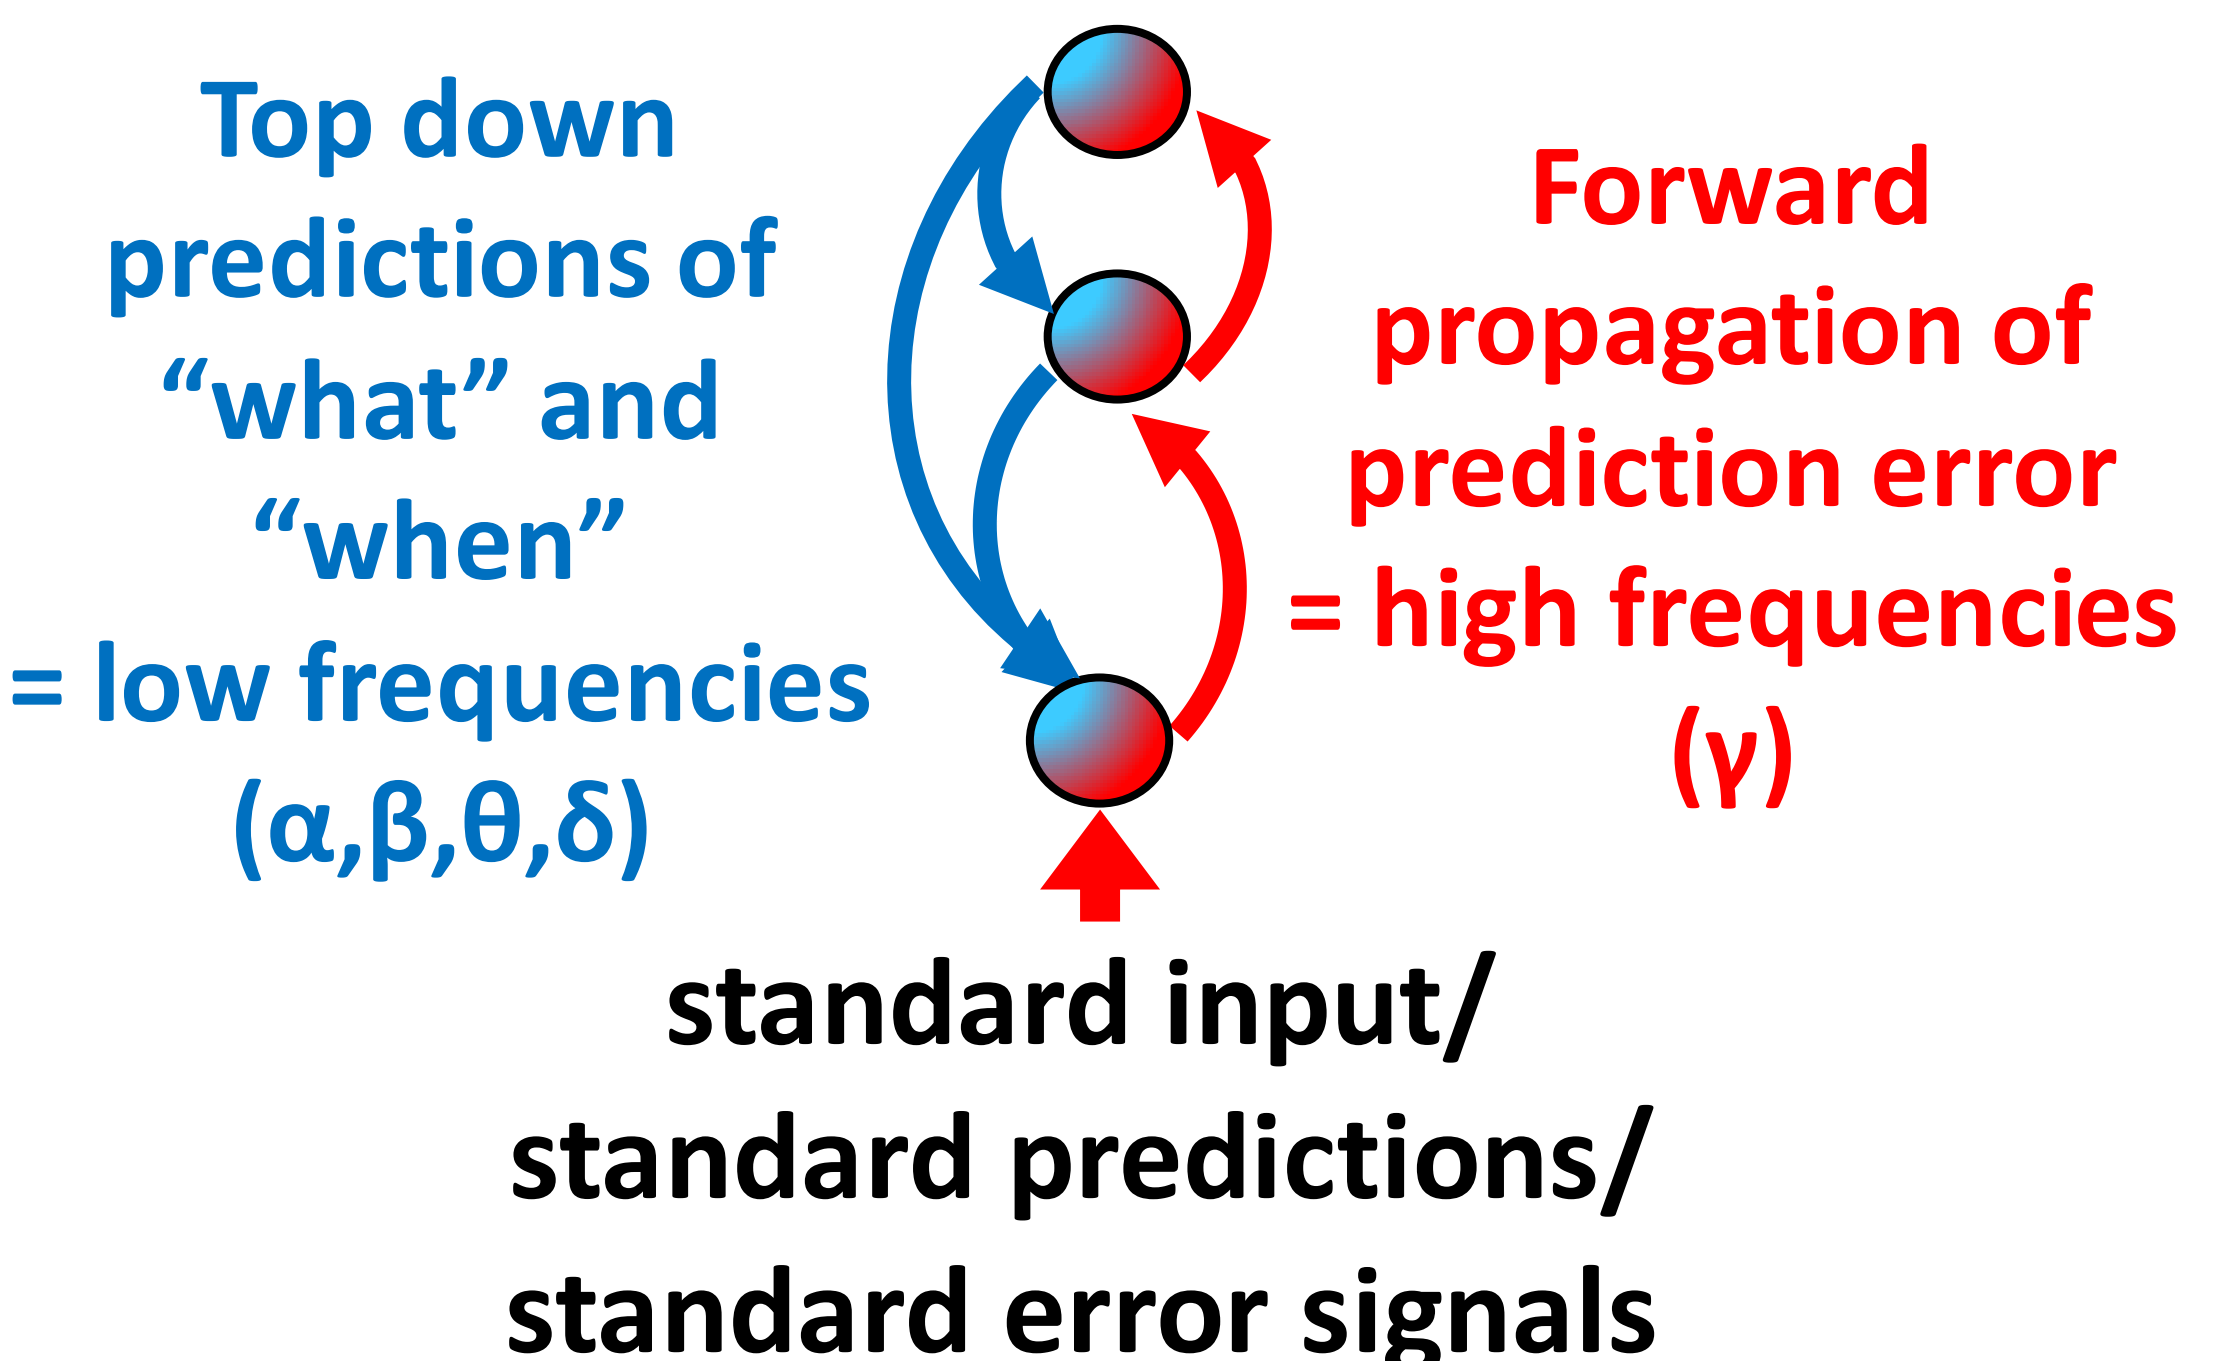 Top down
predictions of
“what” and
“when”
= low frequencies
(α,β,θ,δ)
Forward
propagation of
prediction error
= high frequencies
(γ)
standard input/
standard predictions/
standard error signals